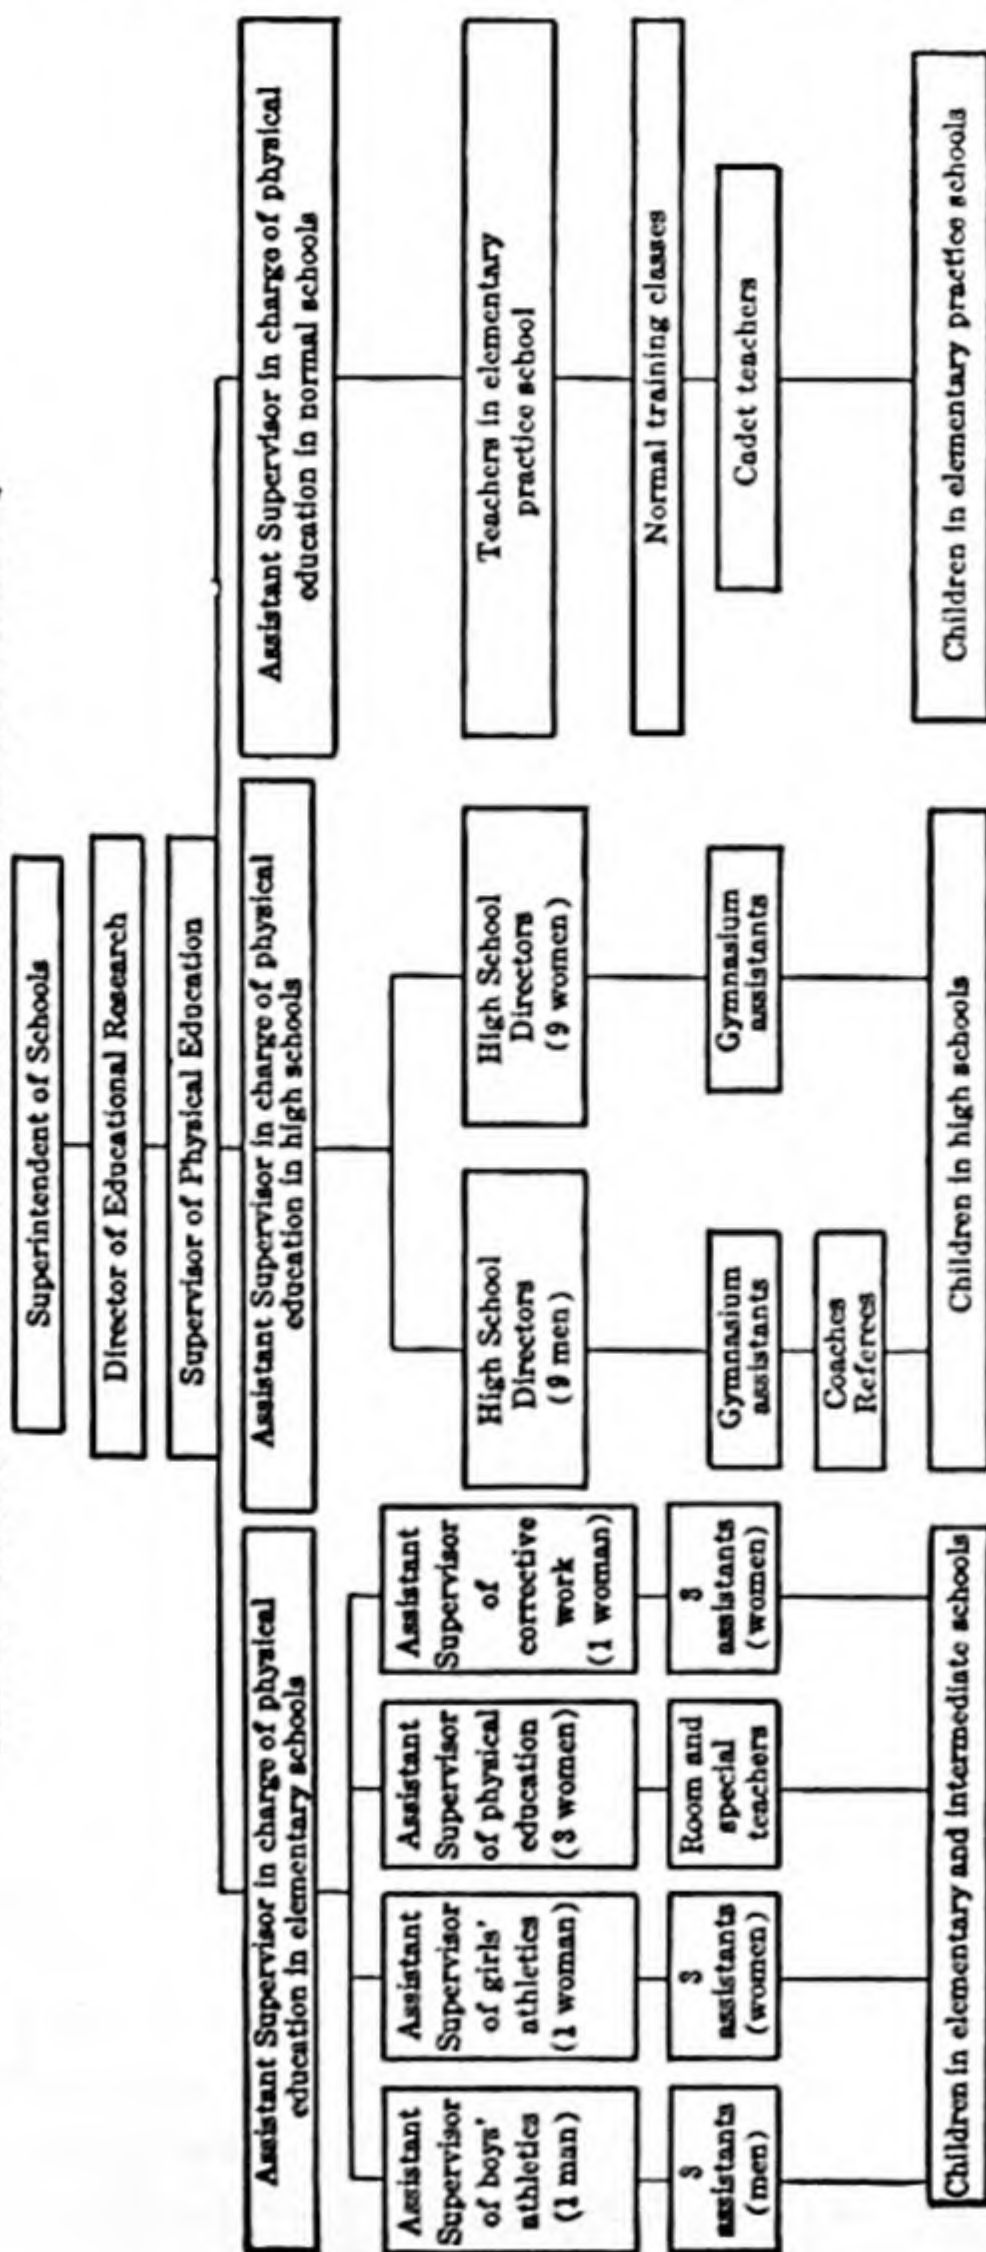 Superintendent of Schools
Director of Educational Research
Supervisor of Physical Education
Assistant Supervisor in charge of physical
education in elementary schools
Assistant Supervisor in charge of physical
education in high schools
Assistant Supervisor in charge of physical
education in normal schools
Assistant
Supervisor
of boys'
athletics
(1 man)
Assistant
Supervisor
of girls'
athletics
(1 woman)
Assistant
Supervisor
of physical
education
(3 women)
Assistant
Supervisor
of
corrective
work
(1 woman)
High School
Directors
(9 men)
High School
Directors
(9 women)
Teachers in elementary
practice school
3
assistants
(men)
3
assistants
(women)
Room and
special
teachers
3
assistants
(women)
Gymnasium
assistants
Gymnasium
assistants
Normal training classes
Coaches
Referees
Cadet teachers
Children in elementary and intermediate schools
Children in high schools
Children in elementary practice schools